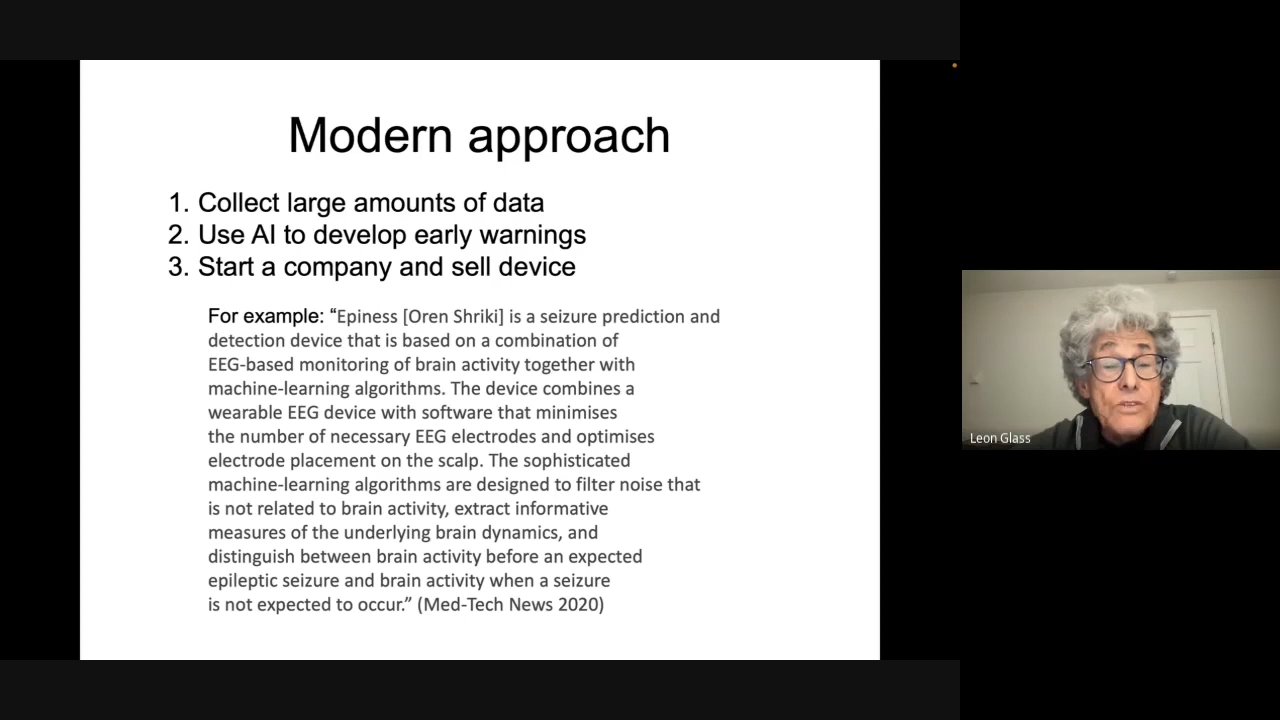 Modern approach
1. Collect large amounts of data
2. Use AI to develop early warnings
3. Start a company and sell device
For example: “Epiness [Oren Shriki] is a seizure prediction and
detection device that is based on a combination of
EEG-based monitoring of brain activity together with
machine-learning algorithms. The device combines a
wearable EEG device with software that minimises
the number of necessary EEG electrodes and optimises
electrode placement on the scalp. The sophisticated
machine-learning algorithms are designed to filter noise that
is not related to brain activity, extract informative
measures of the underlying brain dynamics, and
distinguish between brain activity before an expected
epileptic seizure and brain activity when a seizure
is not expected to occur.” (Med-Tech News 2020)
Leon Glass